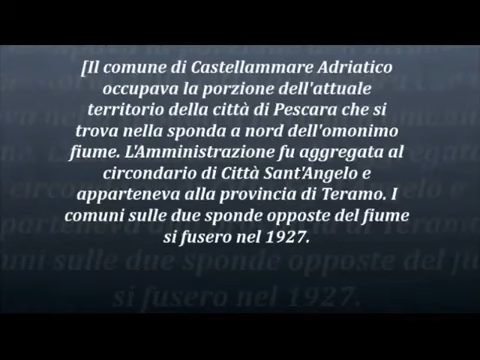 [Il comune di Castellammare Adriatico
occupava la porzione dell'attuale
territorio della città di Pescara che si
trova nella sponda a nord dell'omonimo
fiume. L'Amministrazione fu aggregata al
circondario di Città Sant'Angelo e
apparteneva alla provincia di Teramo. I
comuni sulle due sponde opposte del fiume
si fusero nel 1927.